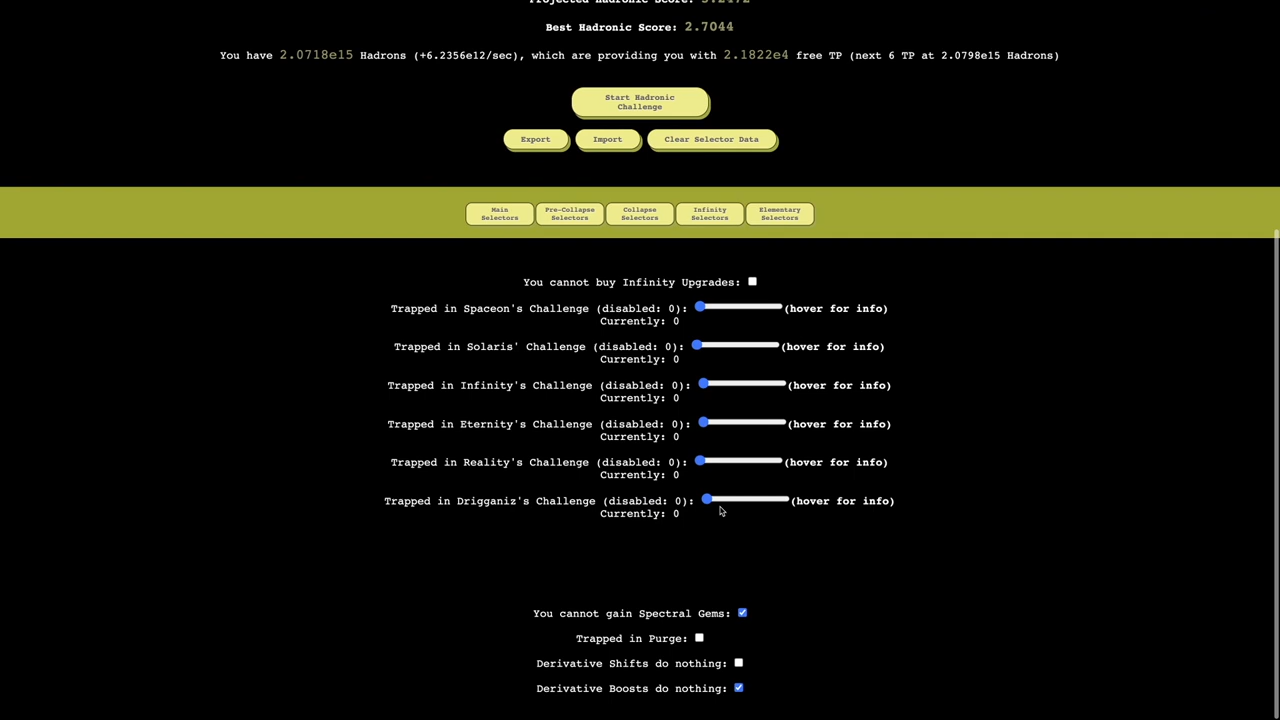 Best Hadronic Score: 2.7044
You have 2.0718e15 Hadrons (+6.2356e12/sec), which are providing you with 2.1822e4 free TP (next 6 TP at 2.0798e15 Hadrons)
Start Hadronic
Challenge
Export Import Clear Selector Data
Main
Selectors
Pre-Collapse
Selectors
Collapse
Selectors
Infinity
Selectors
Elementary
Selectors
You cannot buy Infinity Upgrades:
Trapped in Spaceon's Challenge (disabled: 0): (hover for info)
Currently: 0
Trapped in Solaris' Challenge (disabled: 0): (hover for info)
Currently: 0
Trapped in Infinity's Challenge (disabled: 0): (hover for info)
Currently: 0
Trapped in Eternity's Challenge (disabled: 0): (hover for info)
Currently: 0
Trapped in Reality's Challenge (disabled: 0): (hover for info)
Currently: 0
Trapped in Drigganiz's Challenge (disabled: 0): (hover for info)
Currently: 0
You cannot gain Spectral Gems:
Trapped in Purge:
Derivative Shifts do nothing:
Derivative Boosts do nothing: